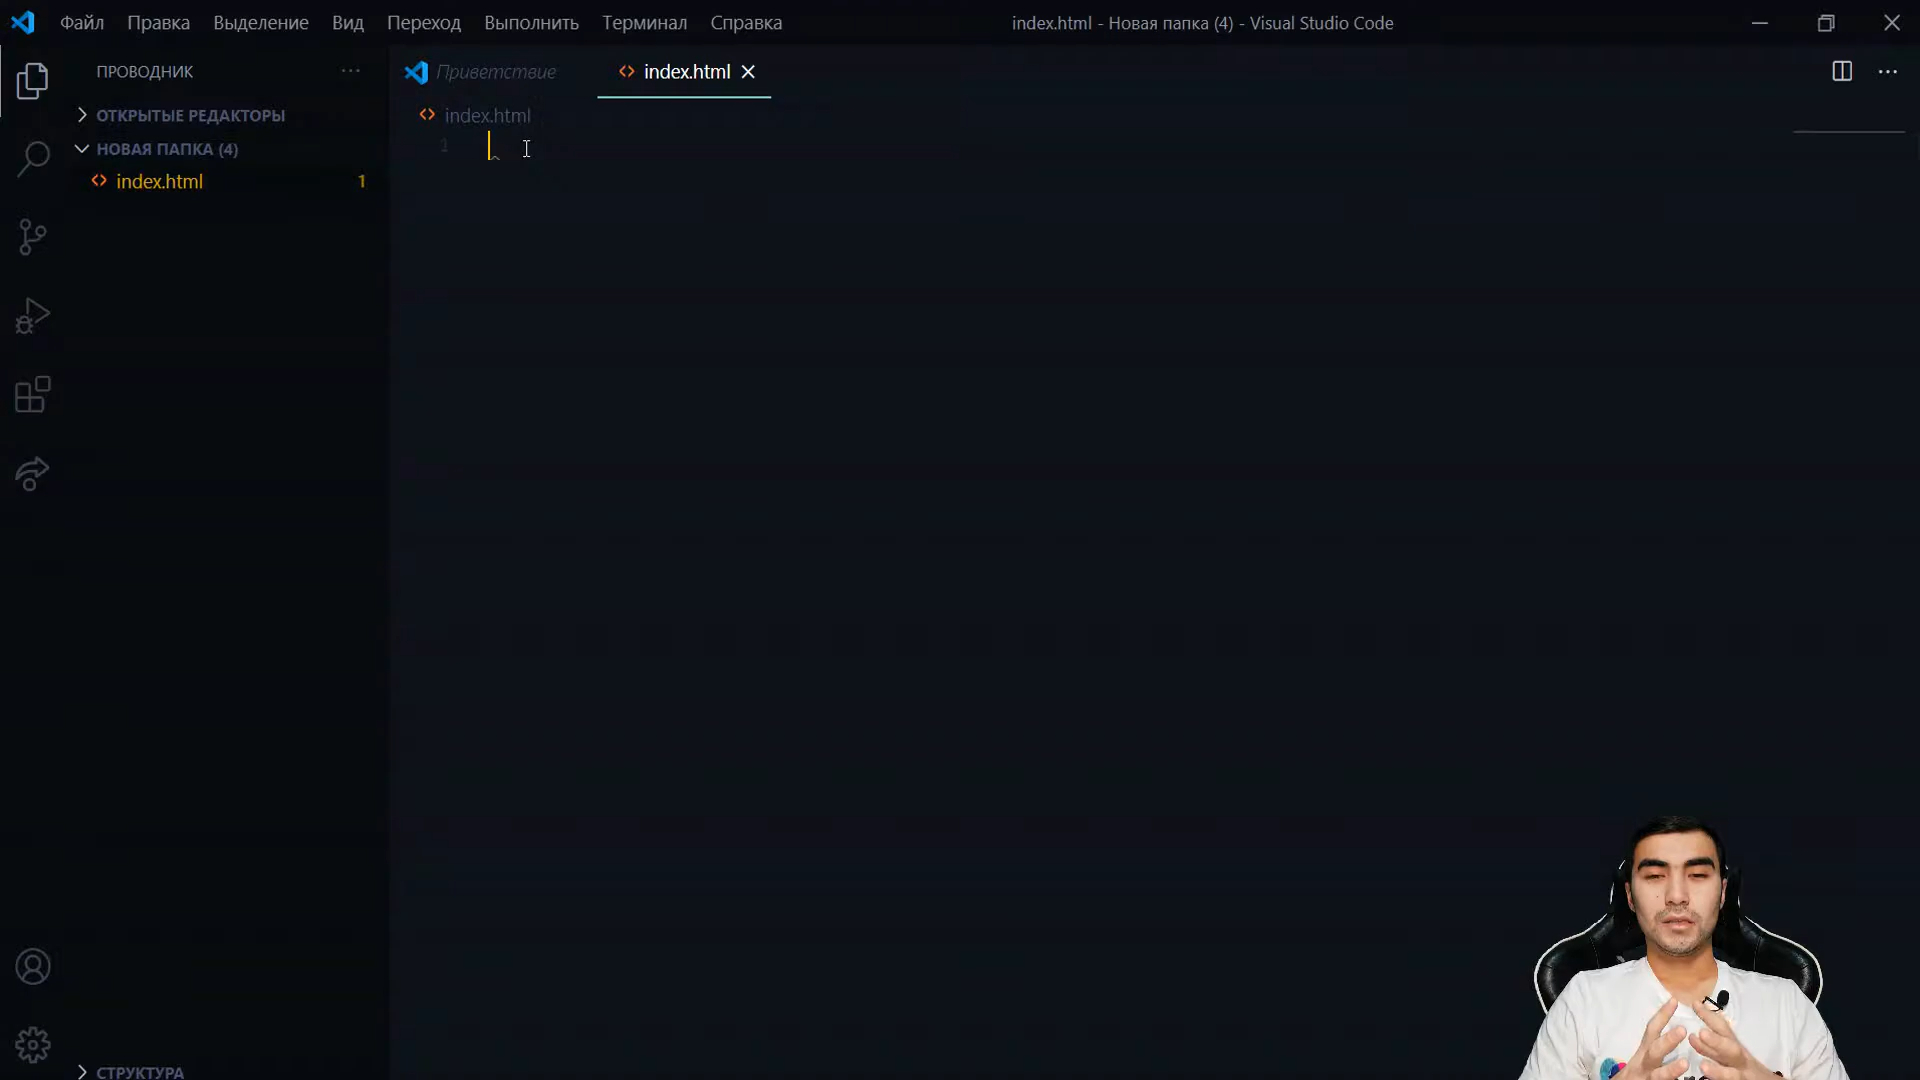 Файл Правка Выделение Вид Переход Выполнить Терминал Справка
index.html - Новая папка (4) - Visual Studio Code
ПРОВОДНИК
Приветствие
index.html
ОТКРЫТЫЕ РЕДАКТОРЫ
index.html
НОВАЯ ПАПКА (4)
1
index.html 1
СТРУКТУРА